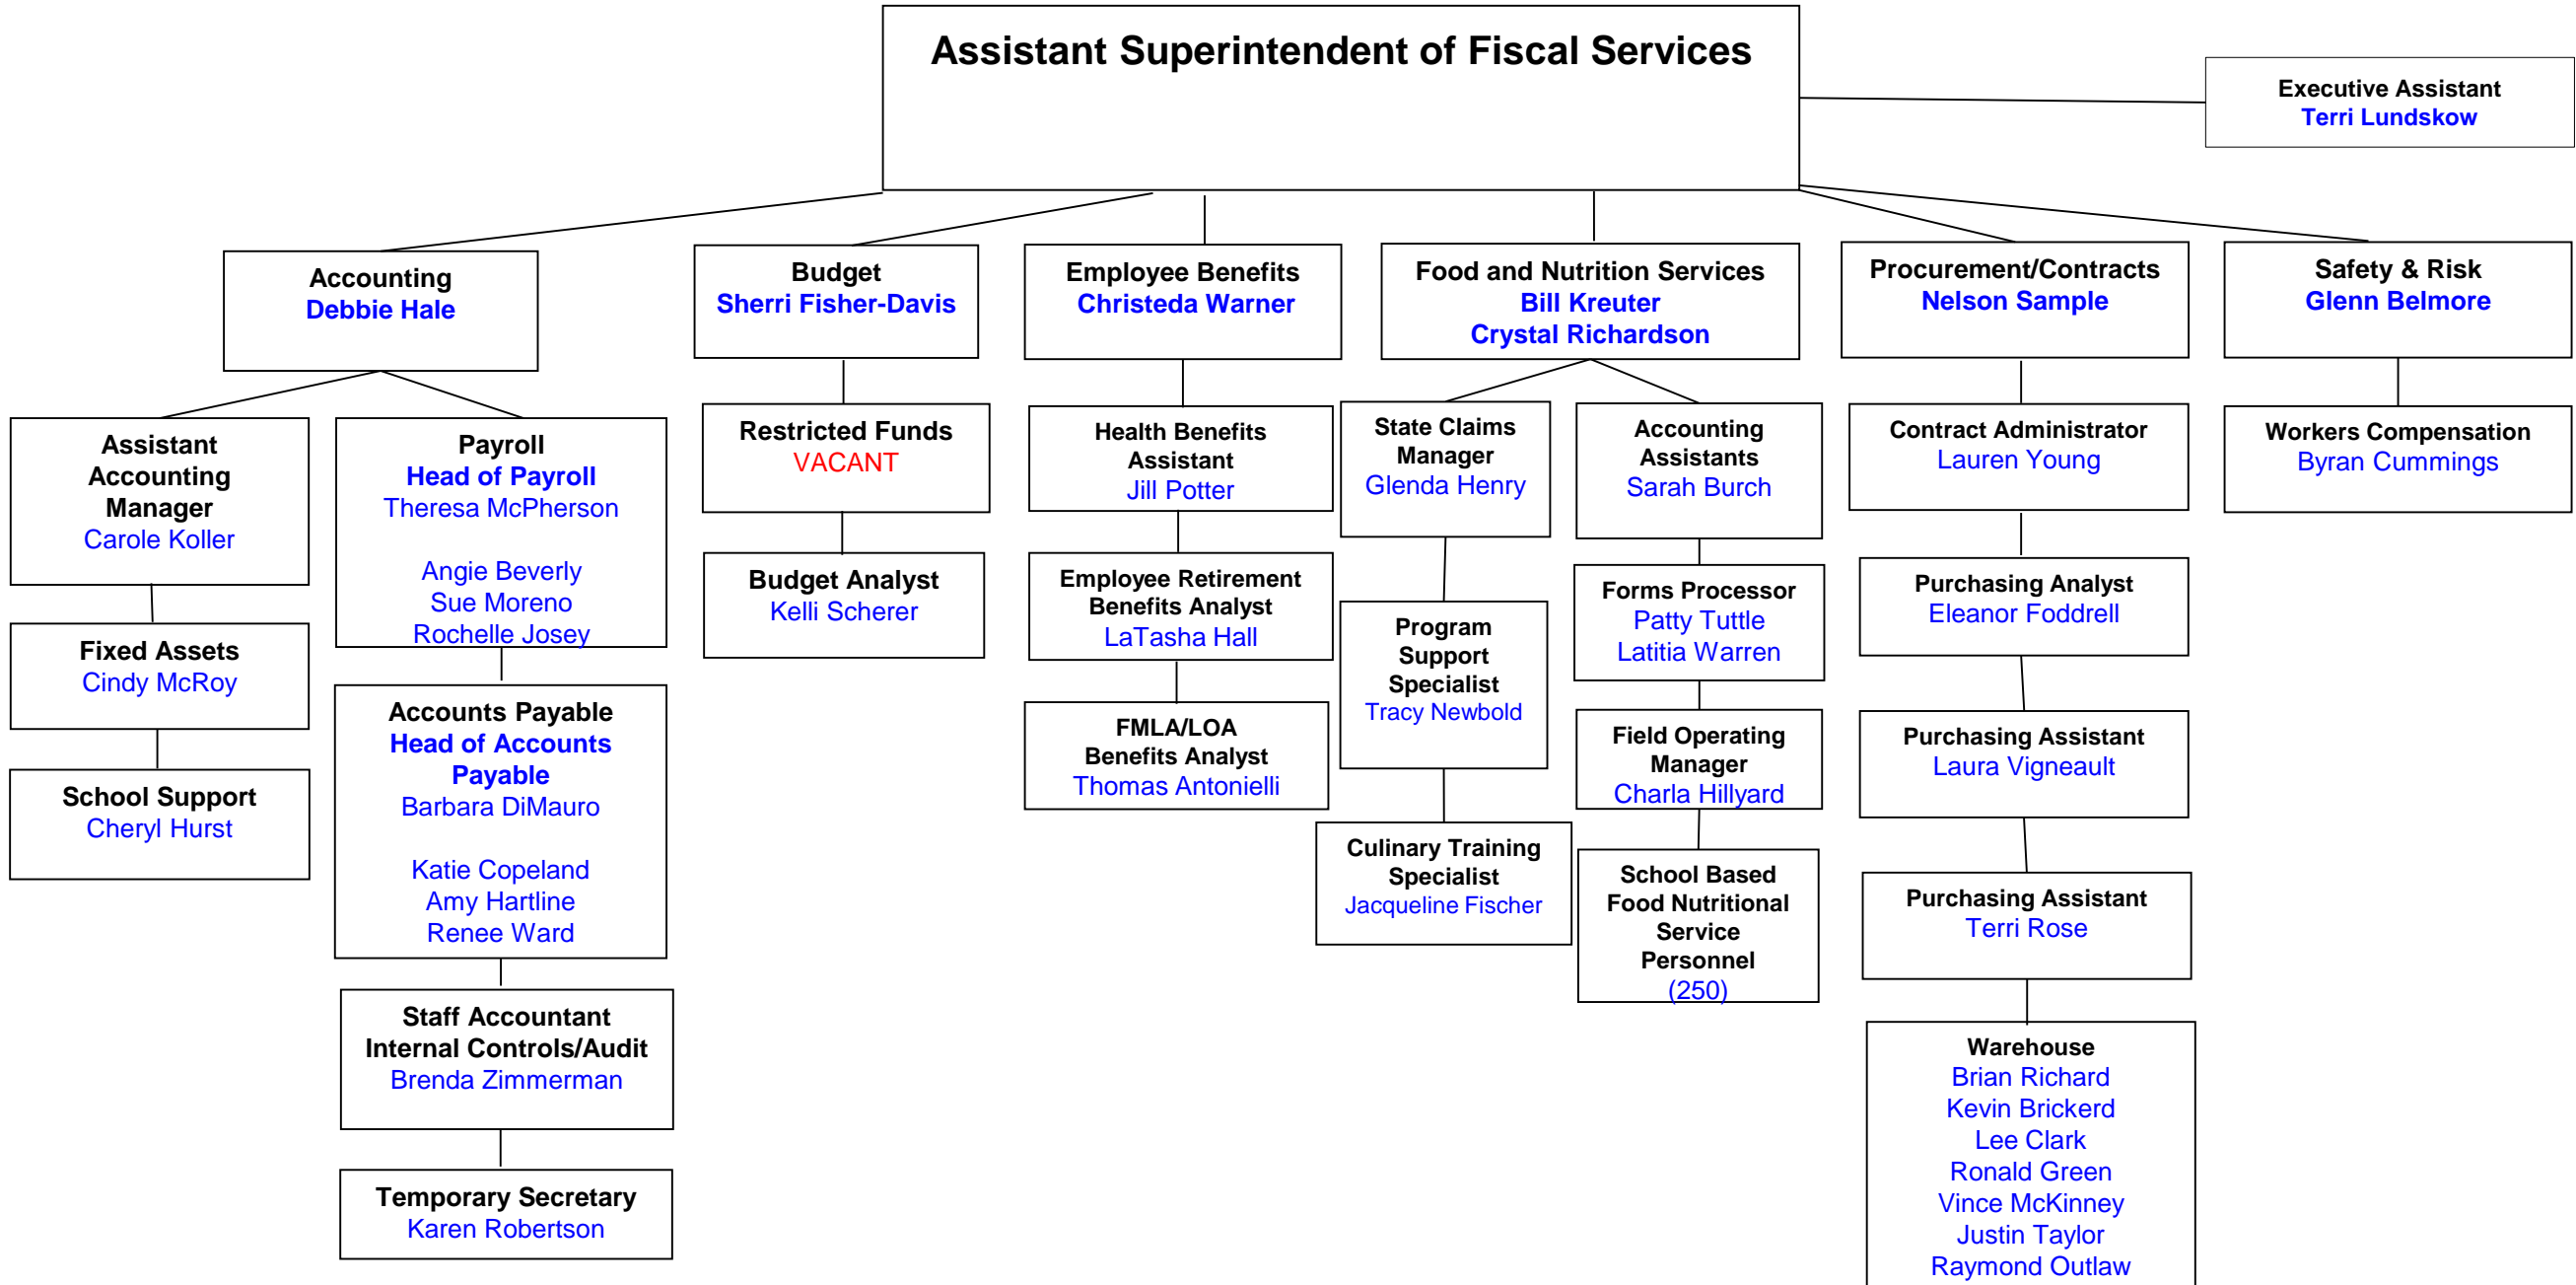 Assistant Superintendent of Fiscal Services
Executive Assistant
Terri Lundskow
Accounting
Debbie Hale
Budget
Sherri Fisher-Davis
Employee Benefits
Christeda Warner
Food and Nutrition Services
Bill Kreuter
Crystal Richardson
Procurement/Contracts
Nelson Sample
Safety & Risk
Glenn Belmore
Assistant
Accounting
Manager
Carole Koller
Fixed Assets
Cindy McRoy
School Support
Cheryl Hurst
Payroll
Head of Payroll
Theresa McPherson
Angie Beverly
Sue Moreno
Rochelle Josey
Accounts Payable
Head of Accounts
Payable
Barbara DiMauro
Katie Copeland
Amy Hartline
Renee Ward
Staff Accountant
Internal Controls/Audit
Brenda Zimmerman
Temporary Secretary
Karen Robertson
Restricted Funds
VACANT
Budget Analyst
Kelli Scherer
Health Benefits
Assistant
Jill Potter
Employee Retirement
Benefits Analyst
LaTasha Hall
FMLA/LOA
Benefits Analyst
Thomas Antonielli
State Claims
Manager
Glenda Henry
Program
Support
Specialist
Tracy Newbold
Culinary Training
Specialist
Jacqueline Fischer
Accounting
Assistants
Sarah Burch
Forms Processor
Patty Tuttle
Latitia Warren
Field Operating
Manager
Charla Hillyard
School Based
Food Nutritional
Service
Personnel
(250)
Contract Administrator
Lauren Young
Purchasing Analyst
Eleanor Foddrell
Purchasing Assistant
Laura Vigneault
Purchasing Assistant
Terri Rose
Warehouse
Brian Richard
Kevin Brickerd
Lee Clark
Ronald Green
Vince McKinney
Justin Taylor
Raymond Outlaw
Workers Compensation
Byran Cummings